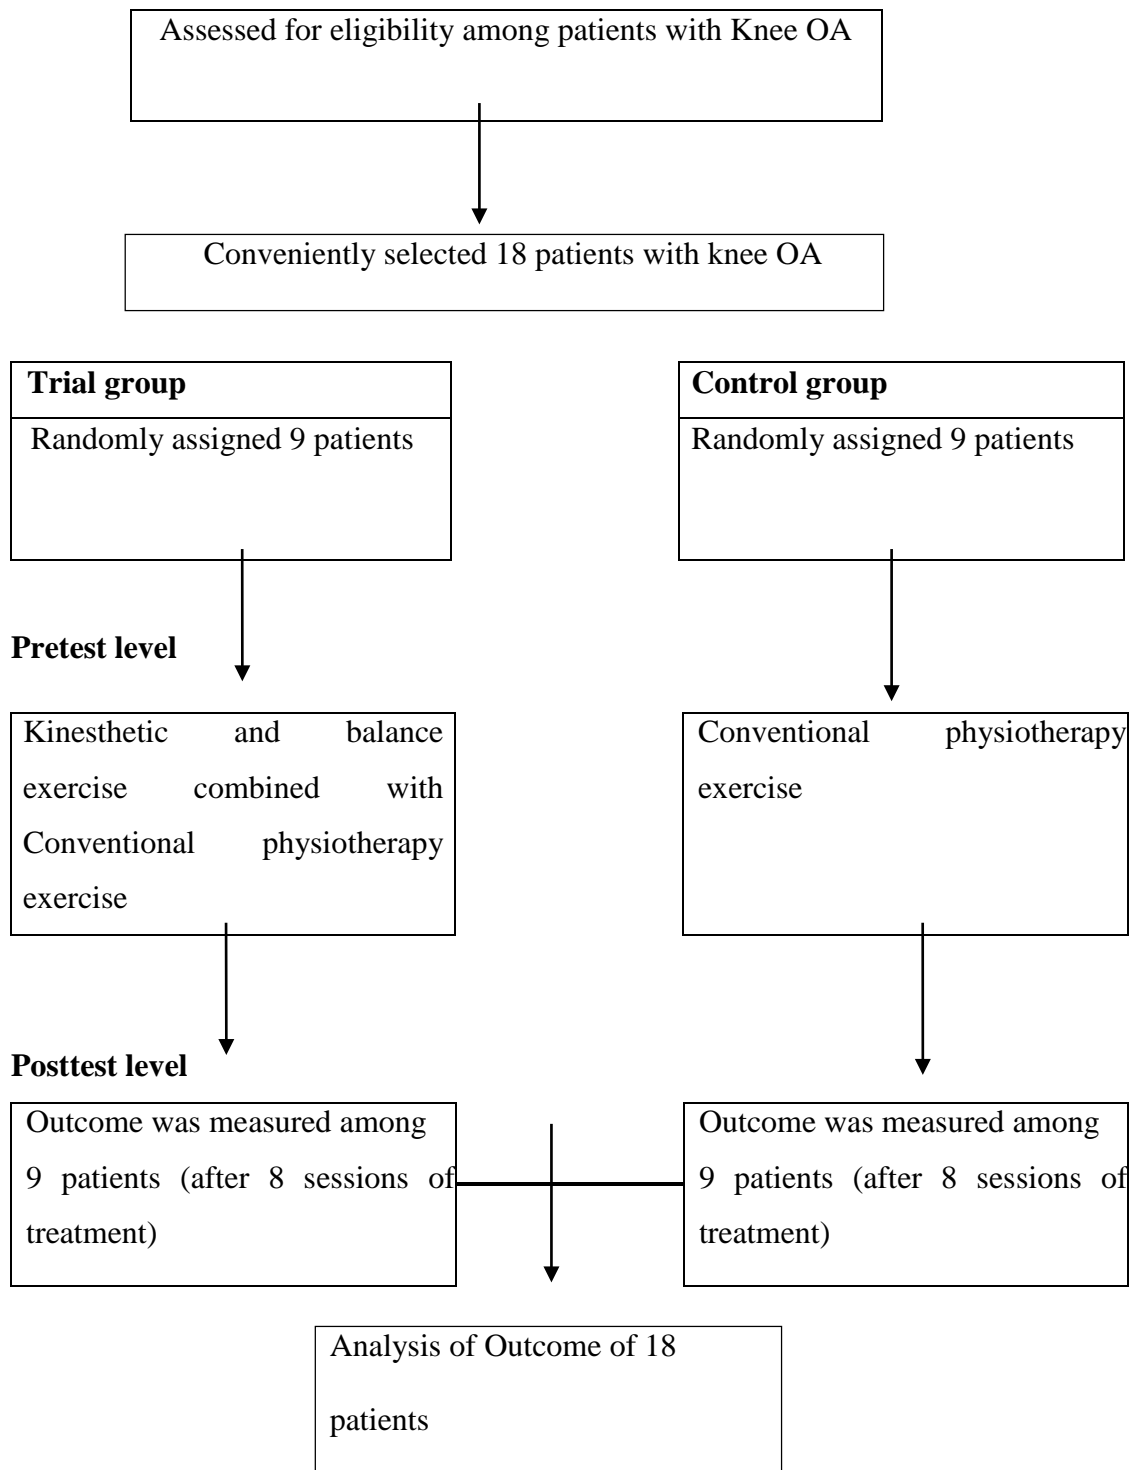 Assessed for eligibility among patients with Knee OA
Conveniently selected 18 patients with knee OA
Trial group
Randomly assigned 9 patients
Control group
Randomly assigned 9 patients
Pretest level
Kinesthetic and balance
exercise combined with
Conventional physiotherapy
exercise
Conventional physiotherapy
exercise
Posttest level
Outcome was measured among
9 patients (after 8 sessions of
treatment)
Outcome was measured among
9 patients (after 8 sessions of
treatment)
Analysis of Outcome of 18
patients